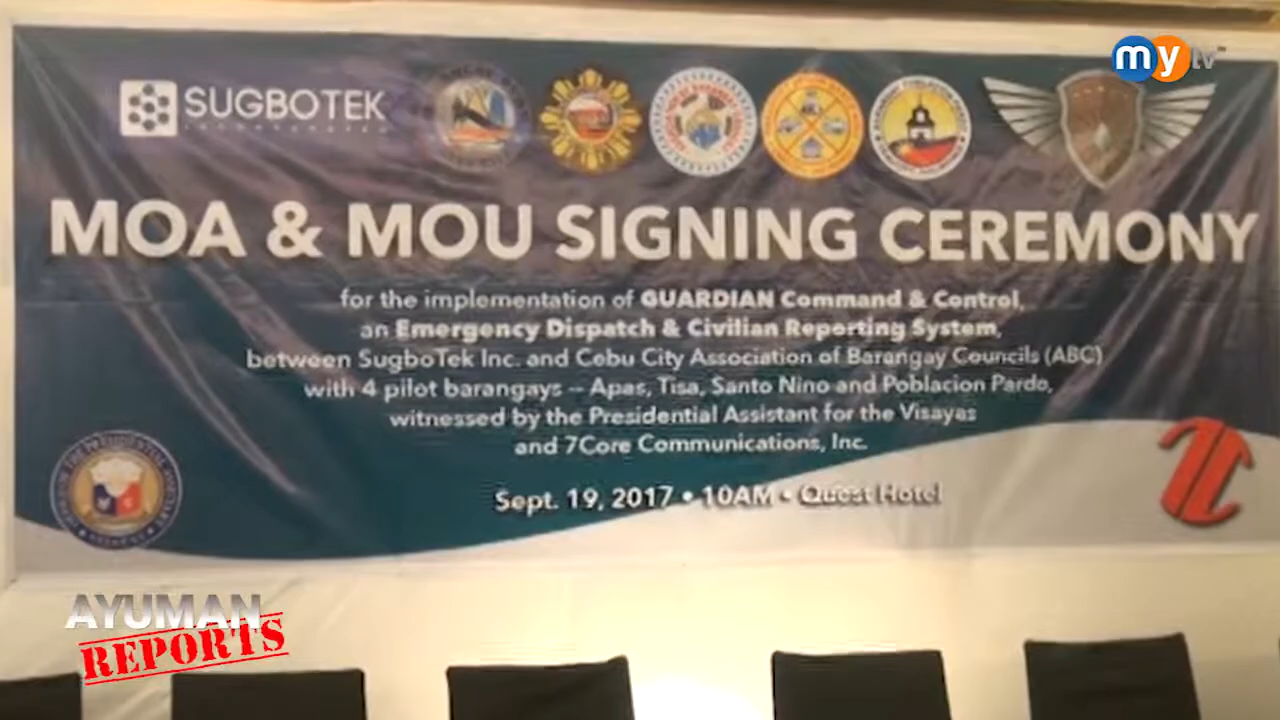 my tv
SUGBOTEK
INCORPORATED
MOA & MOU SIGNING CEREMONY
for the implementation of GUARDIAN Command & Control,
an Emergency Dispatch & Civilian Reporting System,
between SugboTek Inc. and Cebu City Association of Barangay Councils (ABC)
with 4 pilot barangays -- Apas, Tisa, Santo Nino and Poblacion Pardo,
witnessed by the Presidential Assistant for the Visayas
and 7Core Communications, Inc.
Sept. 19, 2017 • 10AM • Quest Hotel
AYUMAN
REPORTS